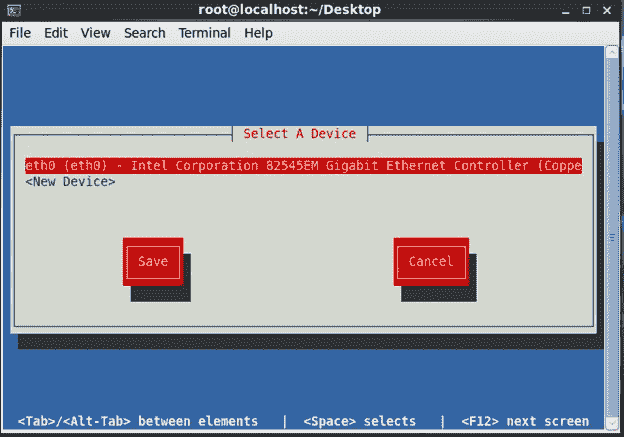 root@localhost:~/Desktop
File Edit View Search Terminal Help
Select A Device
eth0 (eth0) - Intel Corporation 82545EM Gigabit Ethernet Controller (Coppe
<New Device>
Save Cancel
<Tab>/<Alt-Tab> between elements | <Space> selects | <F12> next screen